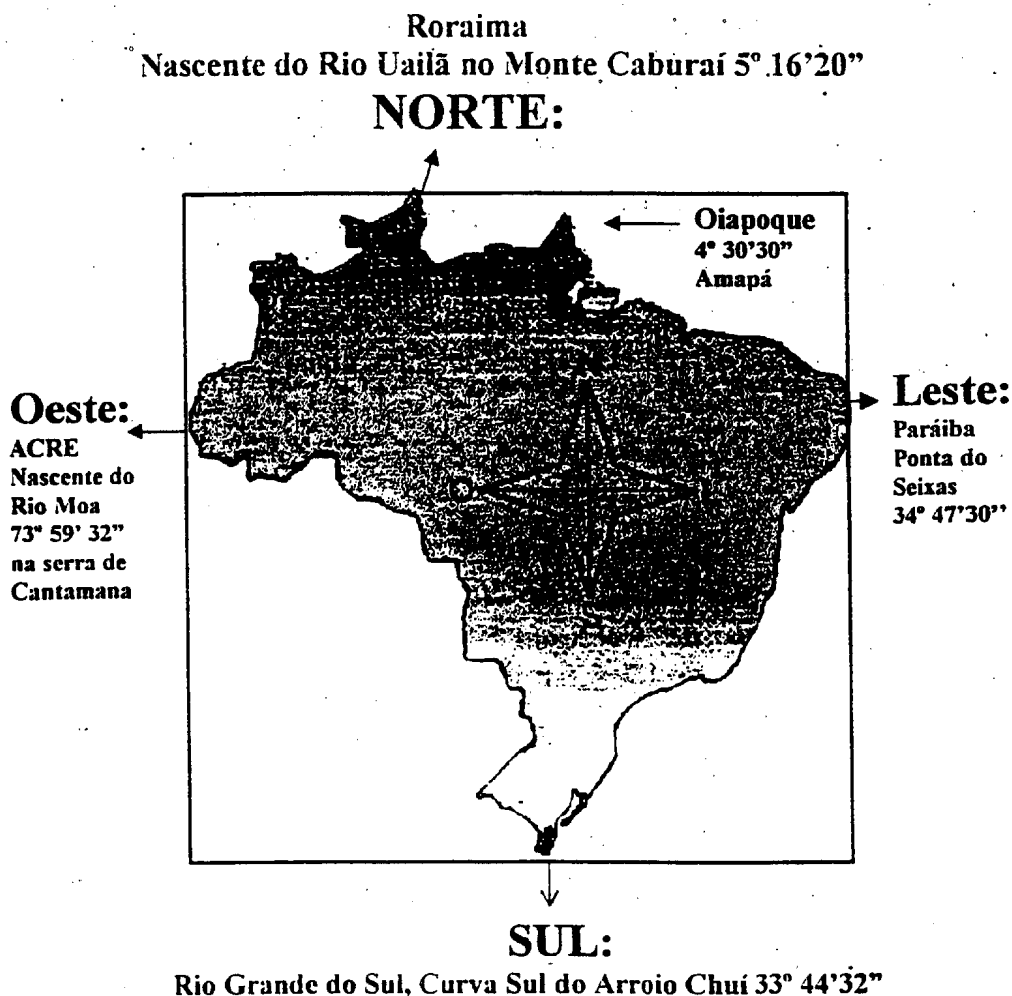 Roraima
Nascente do Rio Uailã no Monte Caburaí 5º 16’20”
NORTE:
Oiapoque
4º 30’30”
Amapá
Oeste:
ACRE
Nascente do
Rio Moa
73º 59’ 32”
na serra de
Cantamana
Leste:
Paráiba
Ponta do
Seixas
34º 47’30’’
SUL:
Rio Grande do Sul, Curva Sul do Arroio Chuí 33º 44’32”